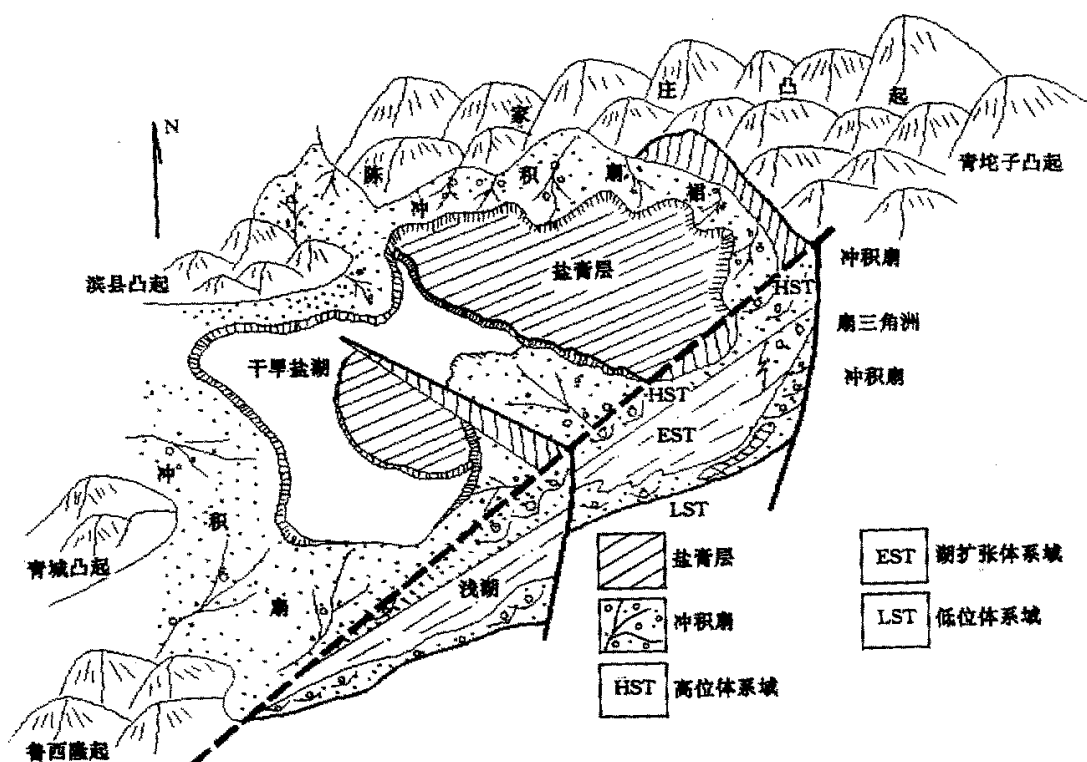 N
陈家庄凸起
青坨子凸起
冲积扇裙
冲积扇
HST
扇三角洲
冲积扇
滨县凸起
盐膏层
干旱盐湖
HST
EST
LST
冲积扇
青城凸起
浅湖
鲁西隆起
盐膏层
冲积扇
HST 高位体系域
EST 湖扩张体系域
LST 低位体系域